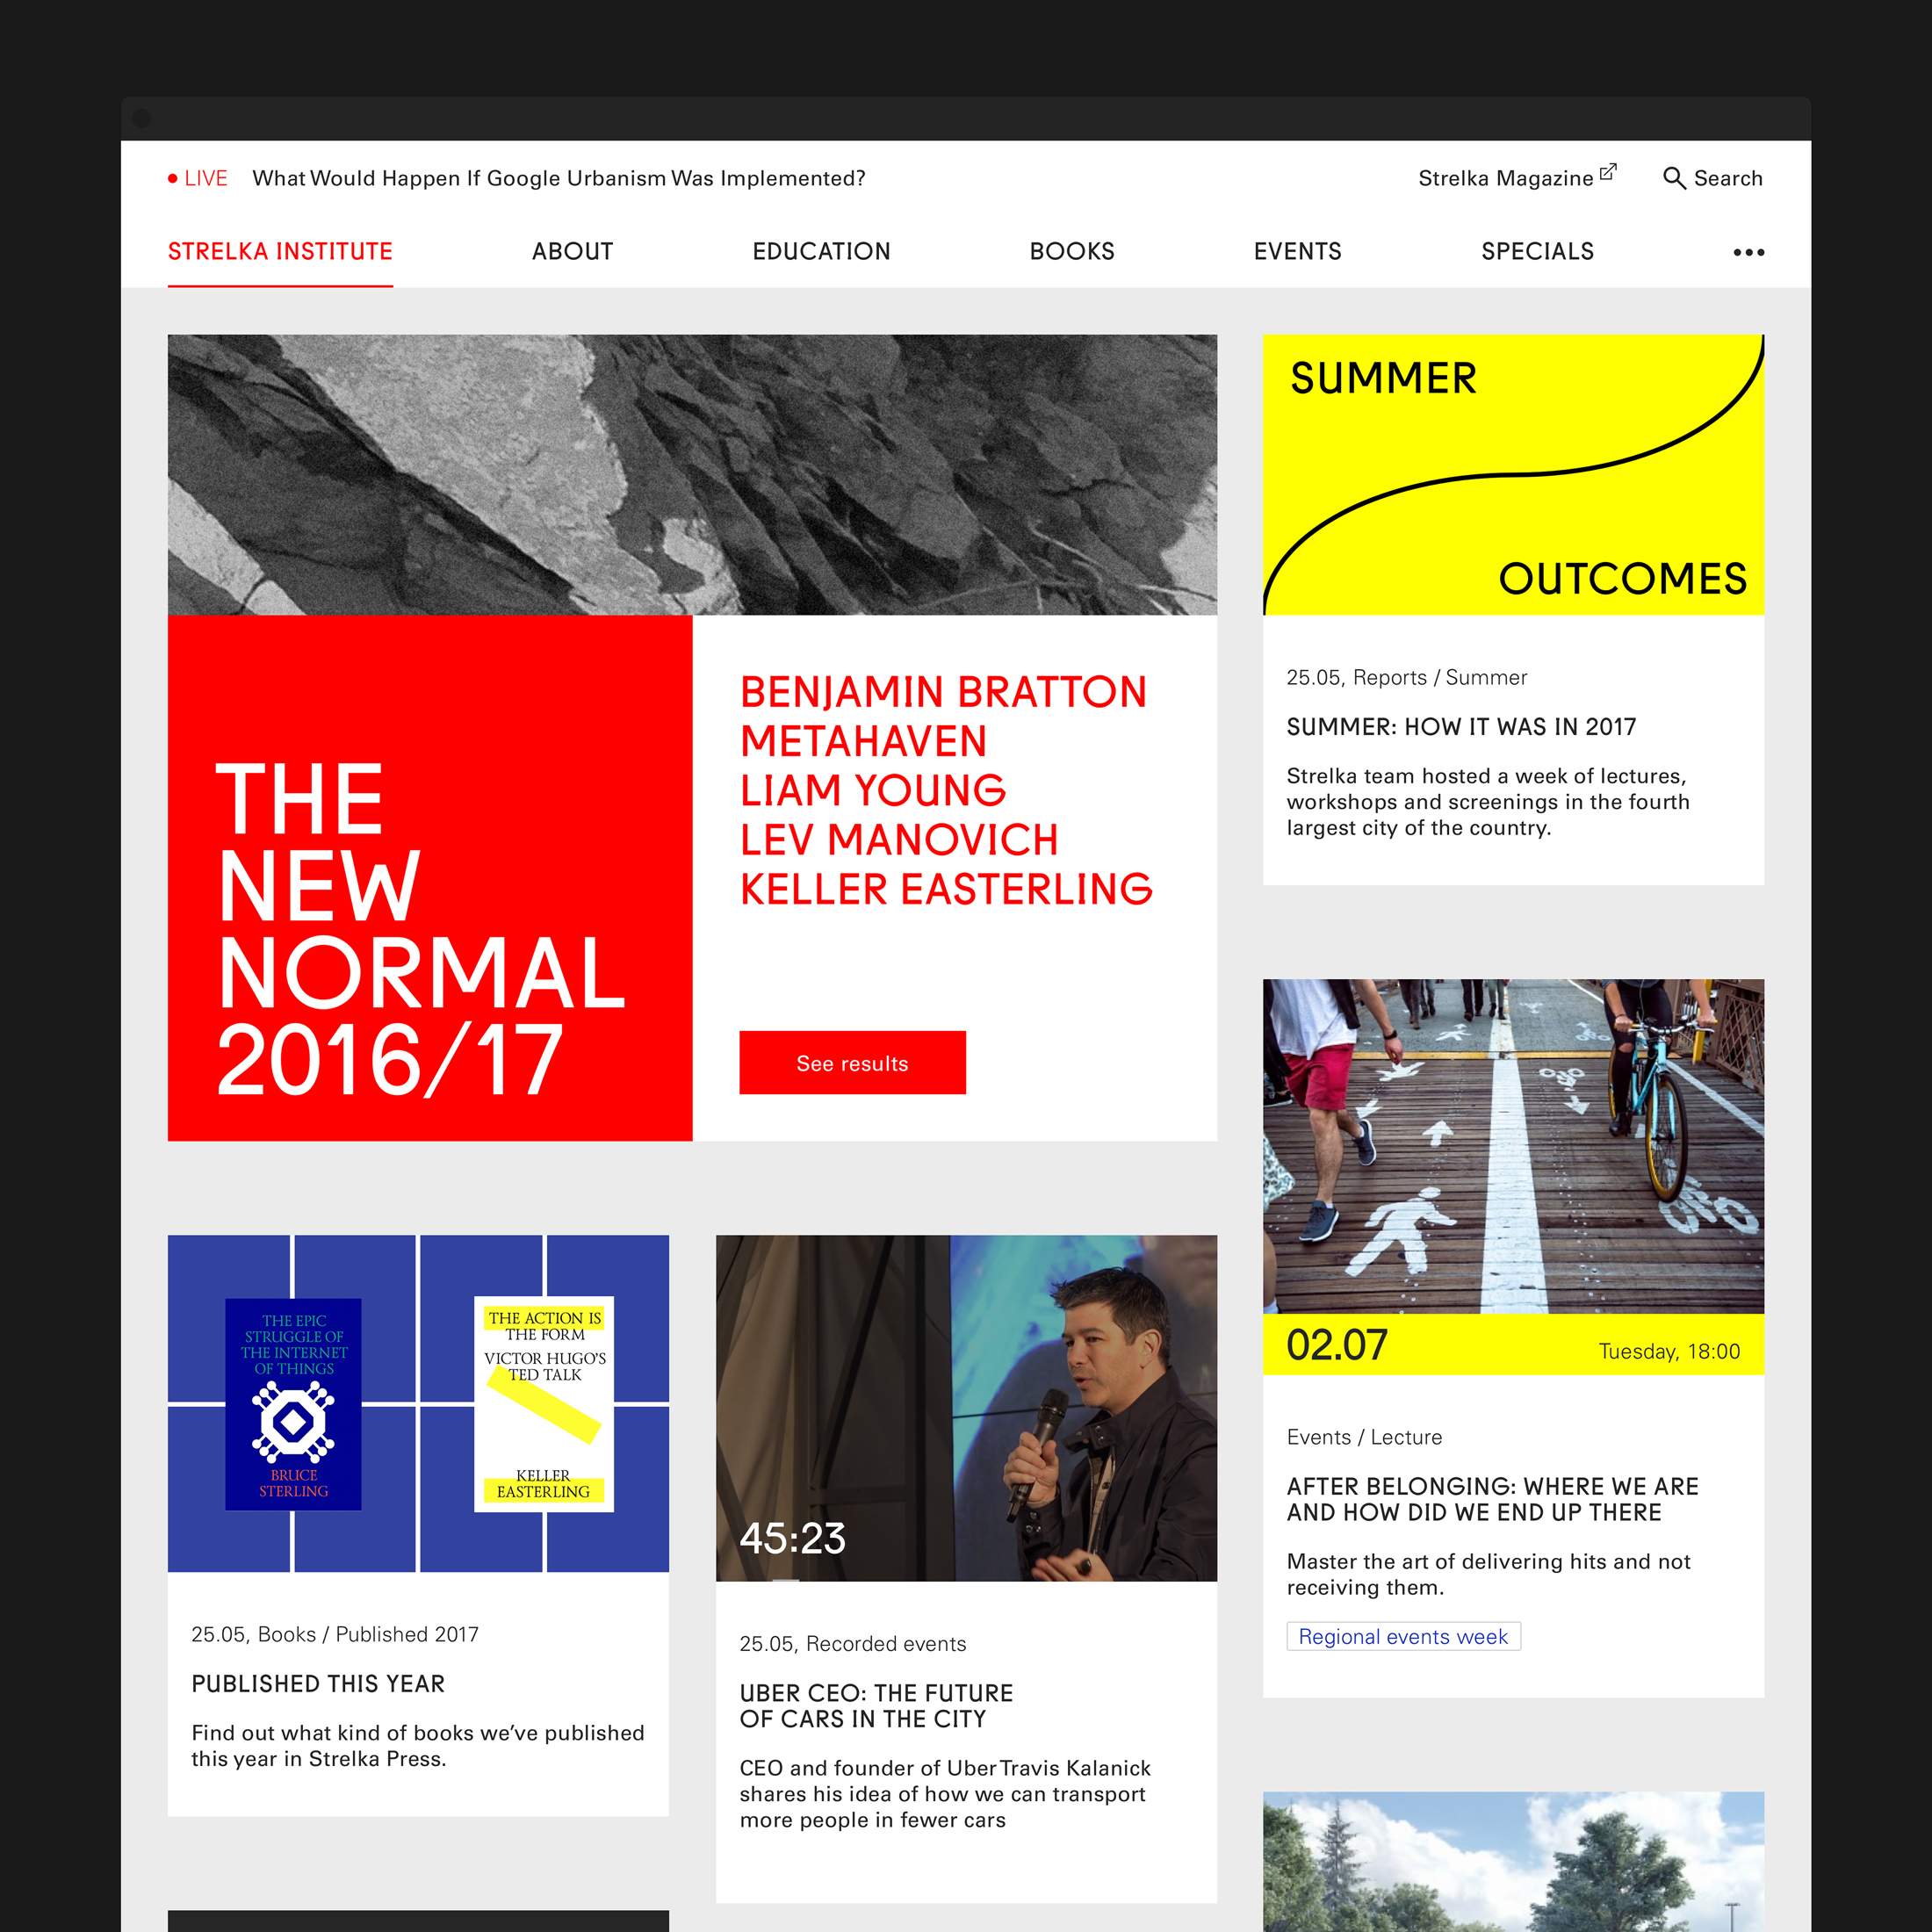 LIVE What Would Happen If Google Urbanism Was Implemented? Strelka Magazine Search
STRELKA INSTITUTE ABOUT EDUCATION BOOKS EVENTS SPECIALS
THE
NEW
NORMAL
2016/17
BENJAMIN BRATTON
METAHAVEN
LIAM YOUNG
LEV MANOVICH
KELLER EASTERLING
See results
SUMMER
OUTCOMES
25.05, Reports / Summer
SUMMER: HOW IT WAS IN 2017
Strelka team hosted a week of lectures,
workshops and screenings in the fourth
largest city of the country.
THE EPIC
STRUGGLE OF
THE INTERNET
OF THINGS
BRUCE
STERLING
THE ACTION IS
THE FORM
VICTOR HUGO'S
TED TALK
KELLER
EASTERLING
25.05, Books / Published 2017
PUBLISHED THIS YEAR
Find out what kind of books we've published
this year in Strelka Press.
45:23
25.05, Recorded events
UBER CEO: THE FUTURE
OF CARS IN THE CITY
CEO and founder of Uber Travis Kalanick
shares his idea of how we can transport
more people in fewer cars
02.07 Tuesday, 18:00
Events / Lecture
AFTER BELONGING: WHERE WE ARE
AND HOW DID WE END UP THERE
Master the art of delivering hits and not
receiving them.
Regional events week